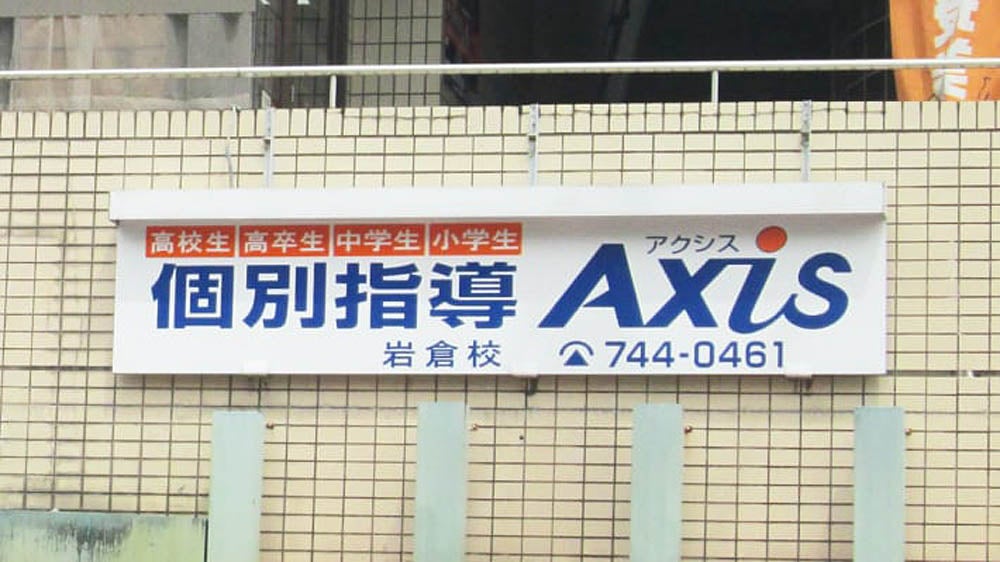 高校生 高卒生 中学生 小学生
個別指導
アクシス
Axis
岩倉校
744-0461